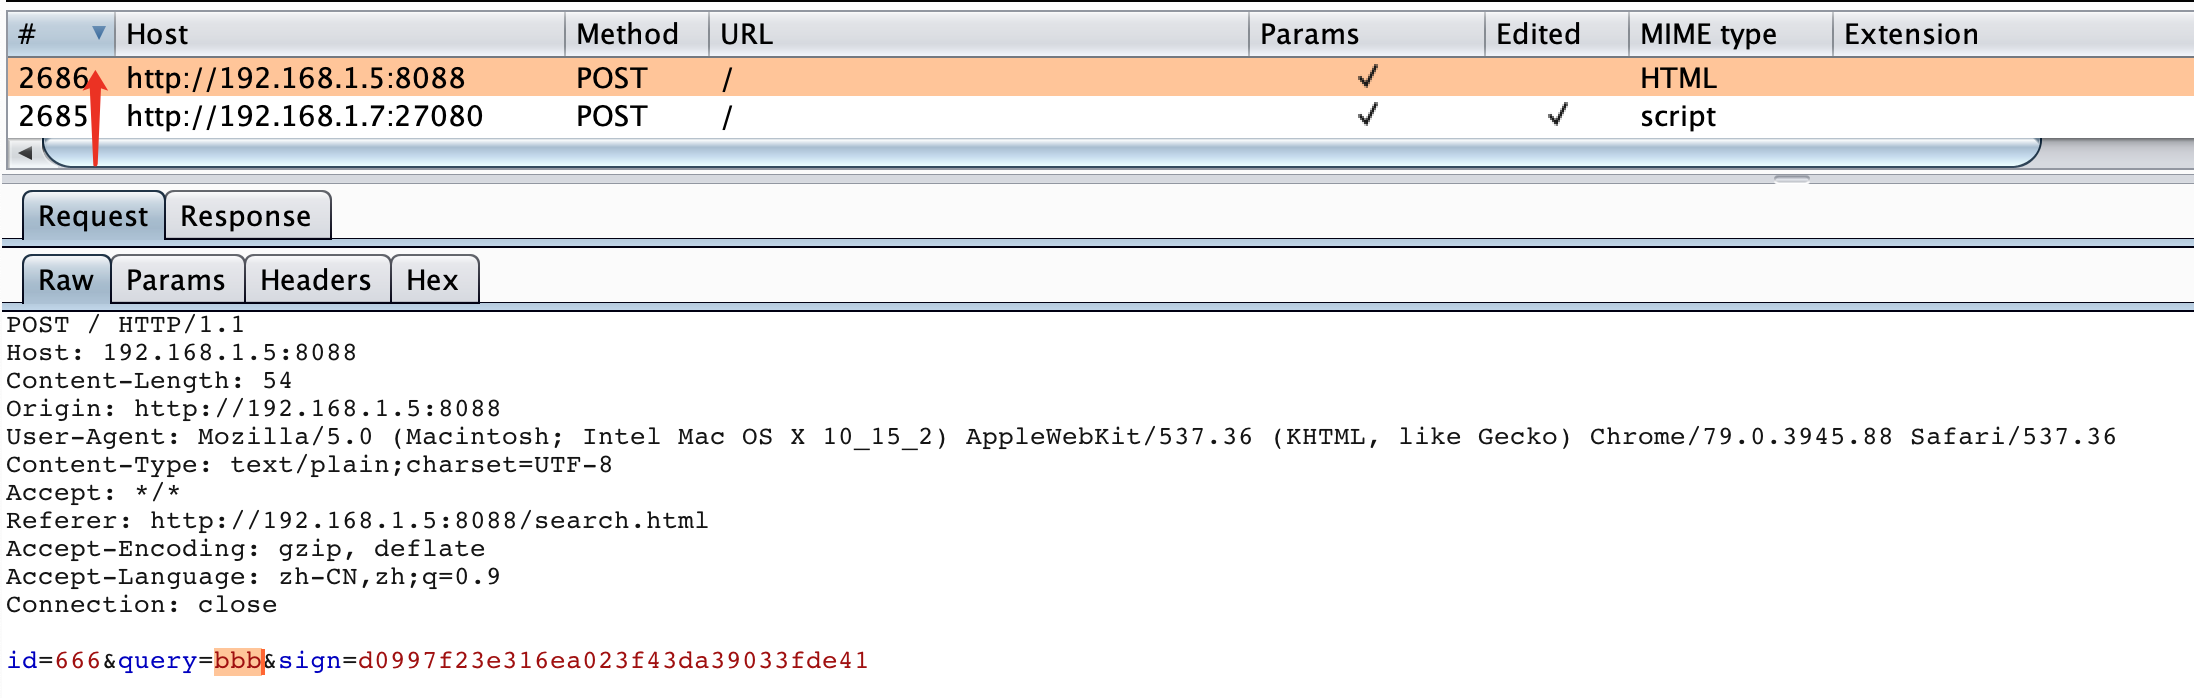 # Host Method URL Params Edited MIME type Extension
2686 http://192.168.1.5:8088 POST / ✓ HTML
2685 http://192.168.1.7:27080 POST / ✓ ✓ script
Request Response
Raw Params Headers Hex
POST / HTTP/1.1
Host: 192.168.1.5:8088
Content-Length: 54
Origin: http://192.168.1.5:8088
User-Agent: Mozilla/5.0 (Macintosh; Intel Mac OS X 10_15_2) AppleWebKit/537.36 (KHTML, like Gecko) Chrome/79.0.3945.88 Safari/537.36
Content-Type: text/plain;charset=UTF-8
Accept: */*
Referer: http://192.168.1.5:8088/search.html
Accept-Encoding: gzip, deflate
Accept-Language: zh-CN,zh;q=0.9
Connection: close
id=666&query=bbb&sign=d0997f23e316ea023f43da39033fde41